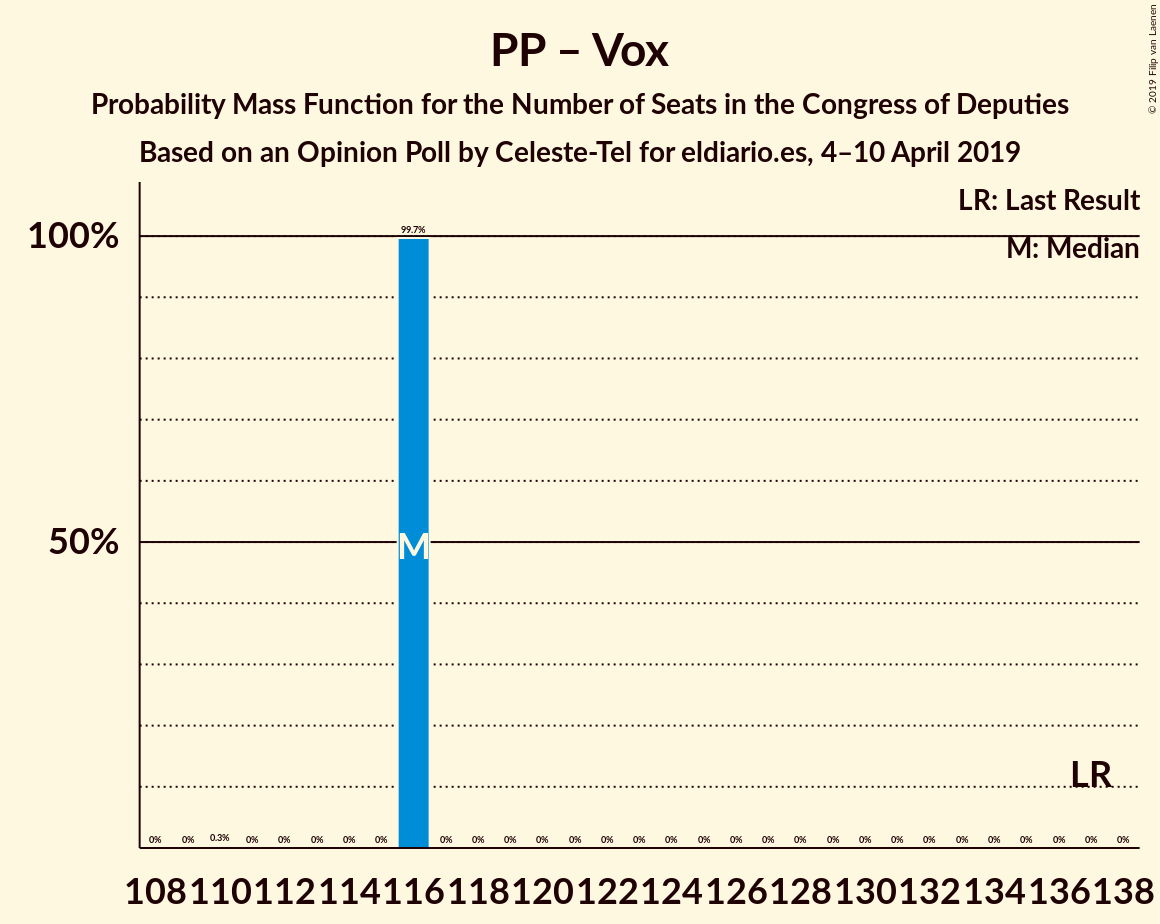 PP – Vox
Probability Mass Function for the Number of Seats in the Congress of Deputies
Based on an Opinion Poll by Celeste-Tel for eldiario.es, 4–10 April 2019
© 2019 Filip van Laenen
LR: Last Result
M: Median
100%
50%
99.7%
M
LR
0% 0% 0.3% 0% 0% 0% 0% 0% 0% 0% 0% 0% 0% 0% 0% 0% 0% 0% 0% 0% 0% 0% 0% 0% 0% 0% 0% 0% 0% 0%
108 110 112 114 116 118 120 122 124 126 128 130 132 134 136 138